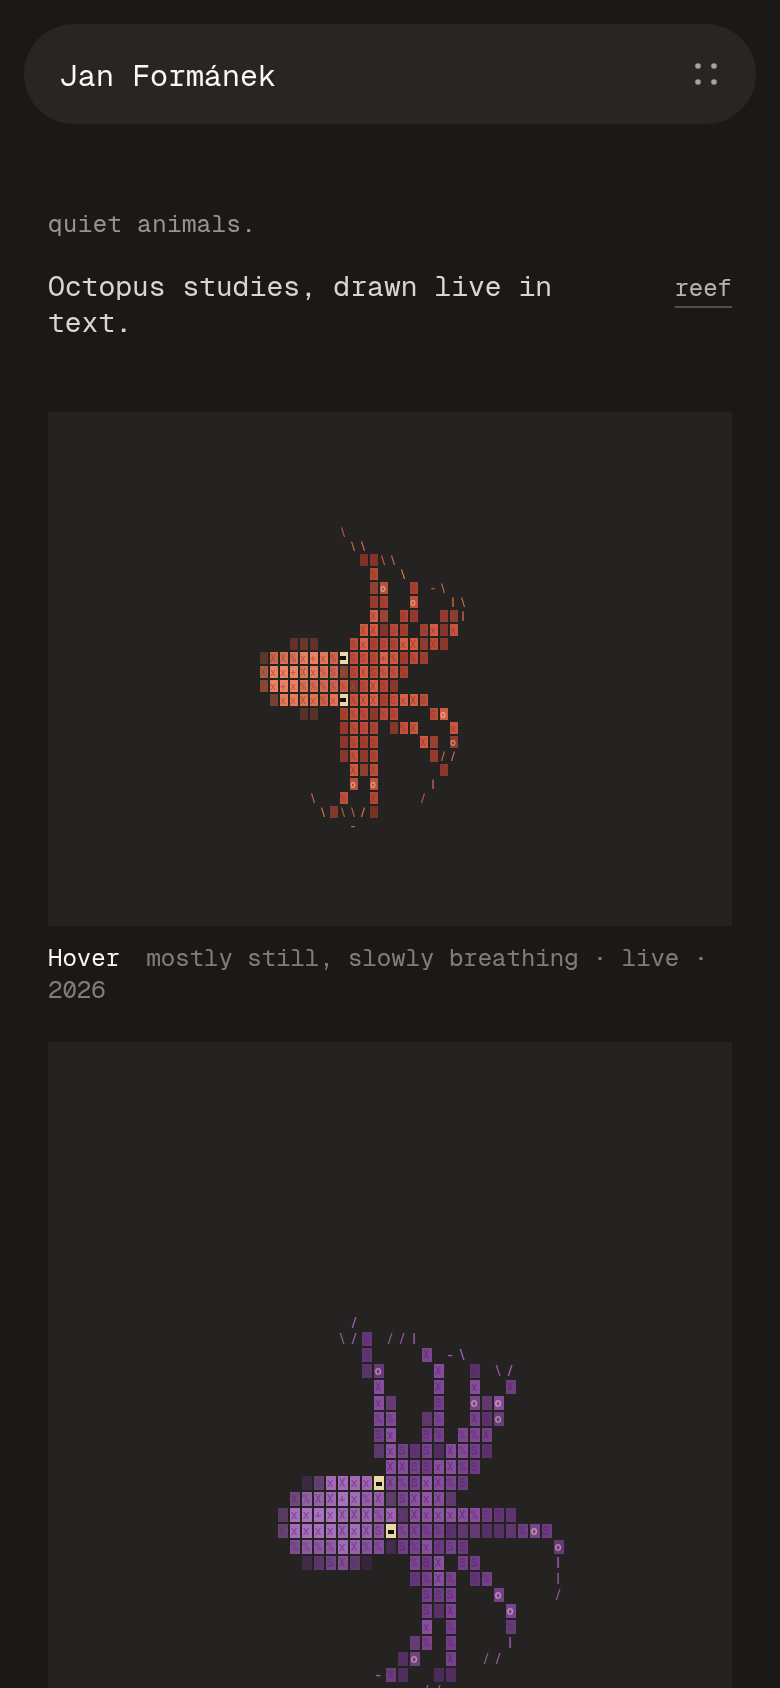 Jan Formánek
quiet animals.
Octopus studies, drawn live in
text.
reef
Hover mostly still, slowly breathing · live ·
2026